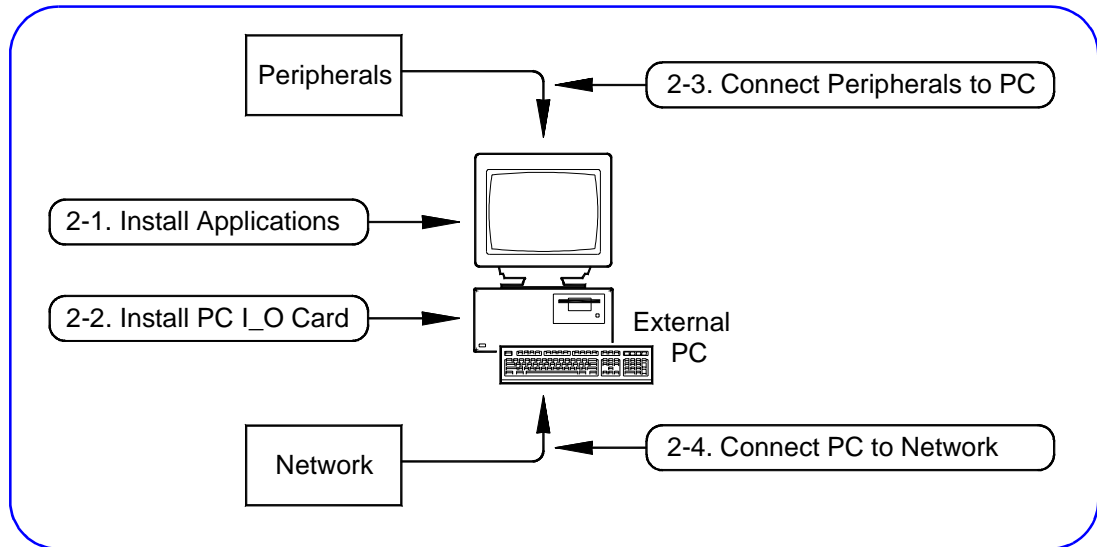 Peripherals
2-3. Connect Peripherals to PC
2-1. Install Applications
2-2. Install PC I_O Card
External
PC
Network
2-4. Connect PC to Network